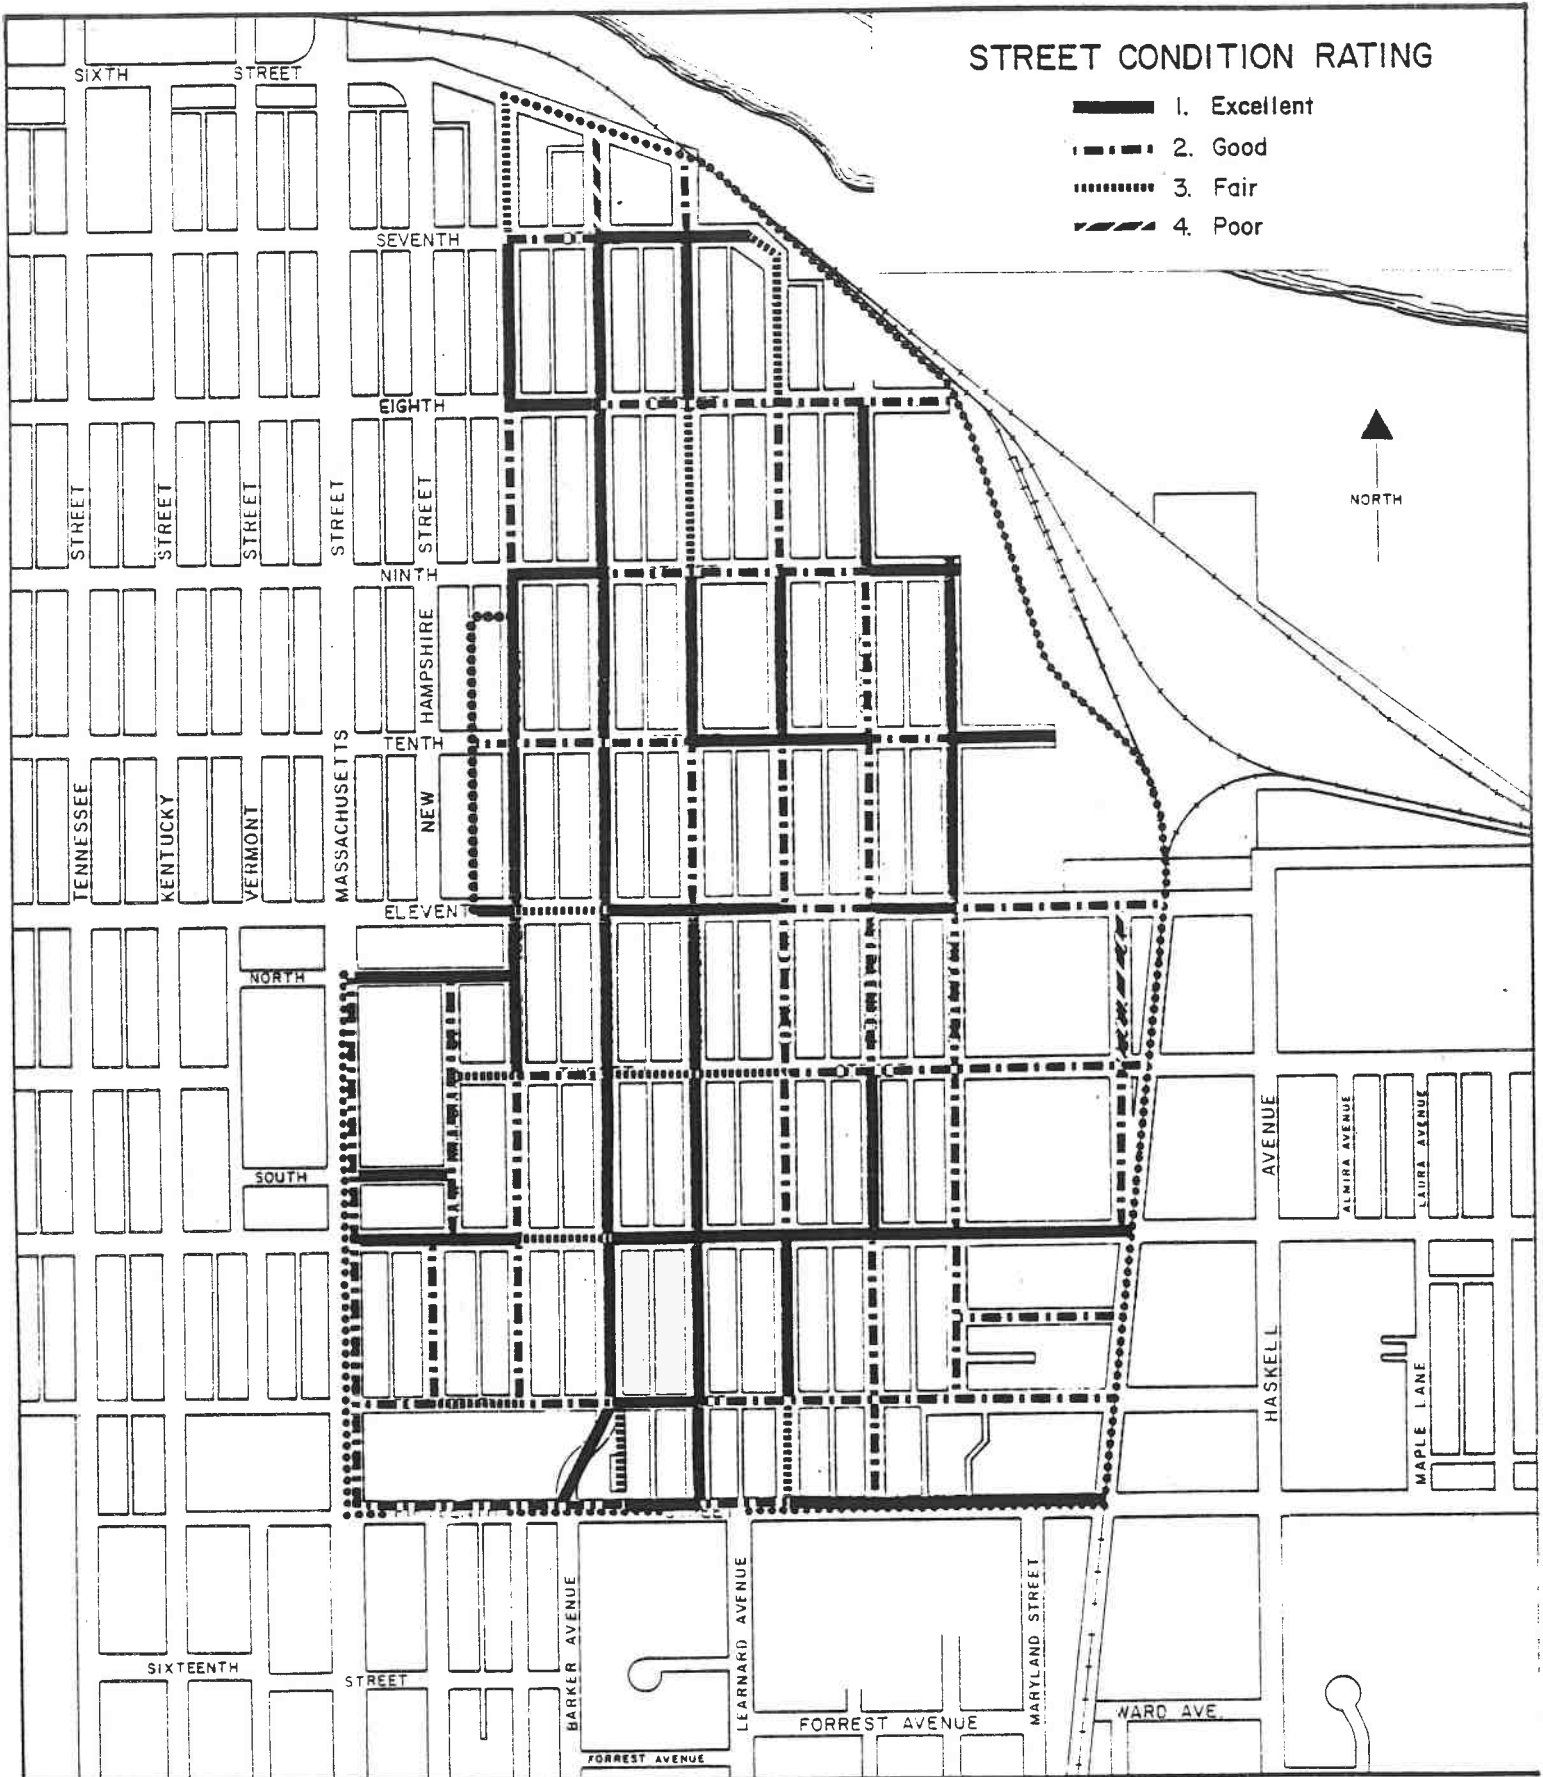 STREET CONDITION RATING
1. Excellent
2. Good
3. Fair
4. Poor
SIXTH STREET
SEVENTH
EIGHTH
NORTH
STREET
STREET
STREET
STREET
STREET
NINTH
HAMPSHIRE
TENTH
NEW
MASSACHUSETTS
TENNESSEE
KENTUCKY
VERMONT
ELEVENT
NORTH
SOUTH
AVENUE
ALMIRA AVENUE
LAURA AVENUE
HASKELL
MAPLE LANE
BARKER AVENUE
LEARNARD AVENUE
MARYLAND STREET
SIXTEENTH STREET
FORREST AVENUE
WARD AVE.
FORREST AVENUE